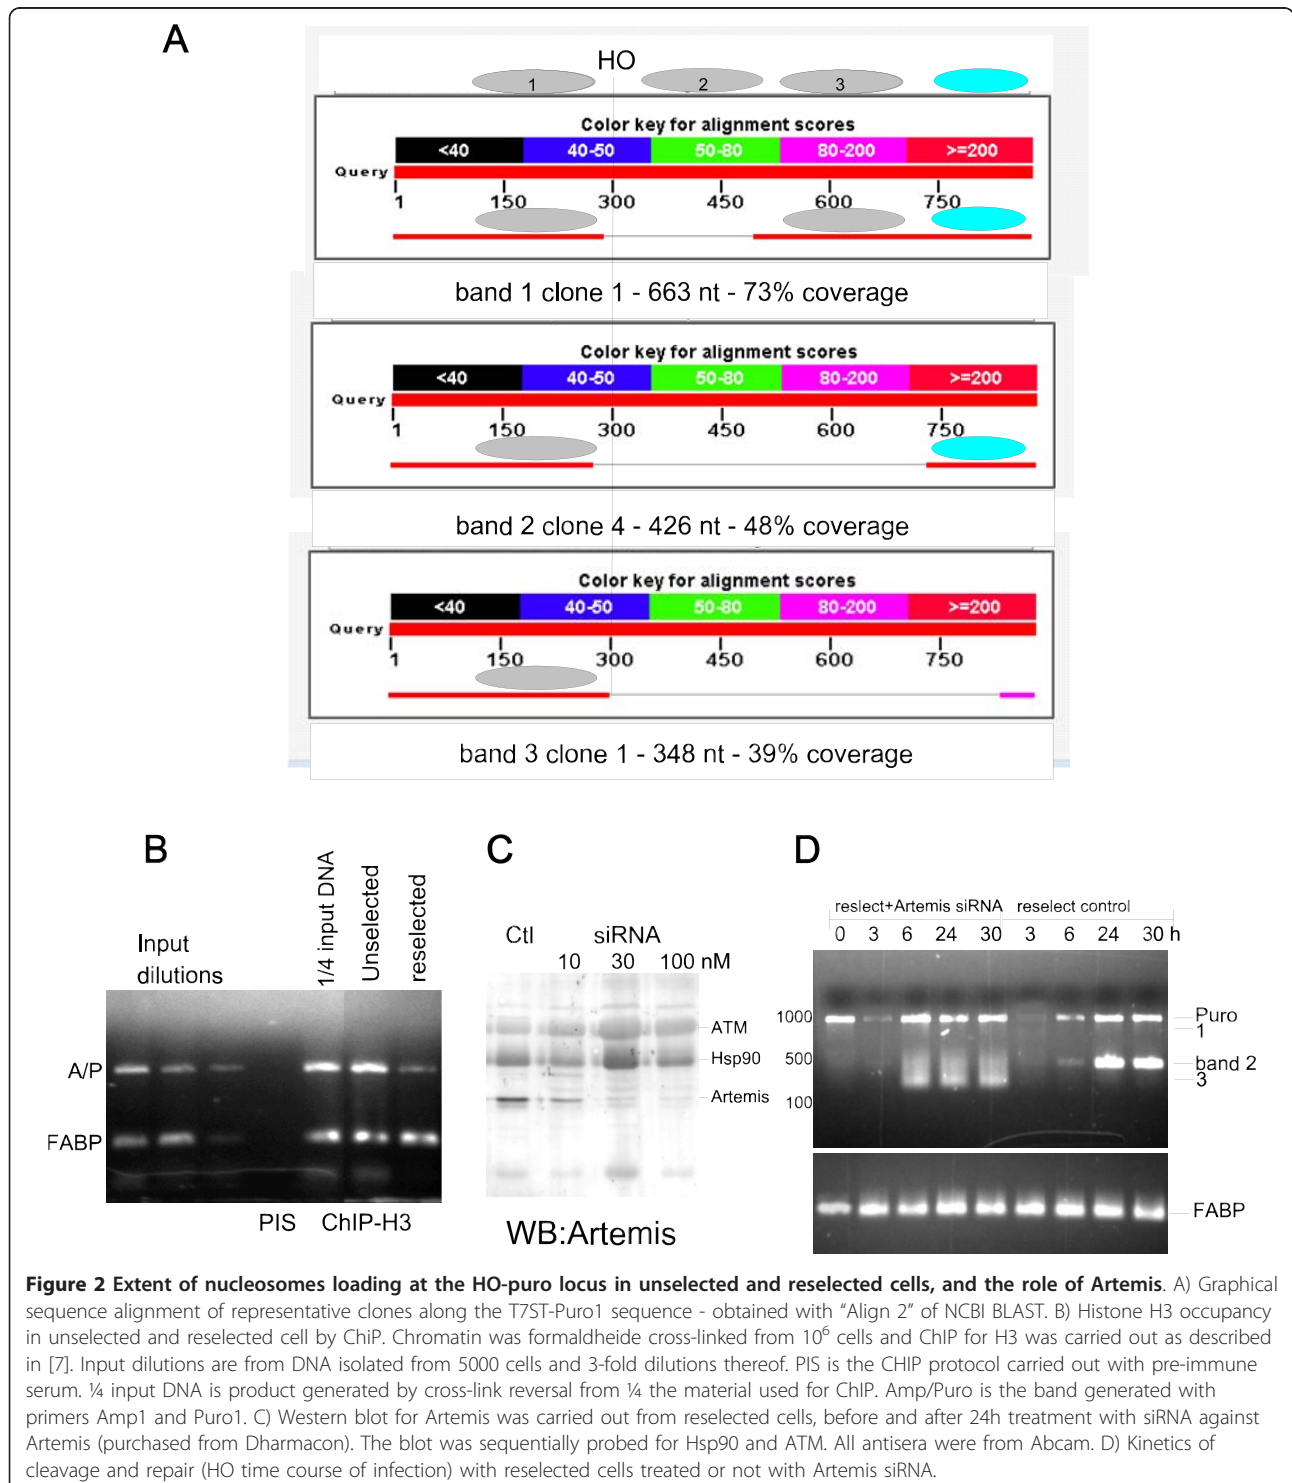 A
HO
1 2 3
Color key for alignment scores
<40 40-50 50-80 80-200 >=200
Query
1 150 300 450 600 750
band 1 clone 1 - 663 nt - 73% coverage
Color key for alignment scores
<40 40-50 50-80 80-200 >=200
Query
1 150 300 450 600 750
band 2 clone 4 - 426 nt - 48% coverage
Color key for alignment scores
<40 40-50 50-80 80-200 >=200
Query
1 150 300 450 600 750
band 3 clone 1 - 348 nt - 39% coverage
B
Input dilutions
1/4 input DNA
Unselected
reselected
A/P
FABP
PIS ChIP-H3
C
Ctl siRNA
10 30 100 nM
ATM
Hsp90
Artemis
WB:Artemis
D
reslect+Artemis siRNA reselect control
0 3 6 24 30 3 6 24 30 h
1000
500
100
Puro
1
band 2
3
FABP
Figure 2 Extent of nucleosomes loading at the HO-puro locus in unselected and reselected cells, and the role of Artemis. A) Graphical
sequence alignment of representative clones along the T7ST-Puro1 sequence - obtained with “Align 2” of NCBI BLAST. B) Histone H3 occupancy
in unselected and reselected cell by ChiP. Chromatin was formaldheide cross-linked from 10⁶ cells and ChIP for H3 was carried out as described
in [7]. Input dilutions are from DNA isolated from 5000 cells and 3-fold dilutions thereof. PIS is the CHIP protocol carried out with pre-immune
serum. ¼ input DNA is product generated by cross-link reversal from ¼ the material used for ChIP. Amp/Puro is the band generated with
primers Amp1 and Puro1. C) Western blot for Artemis was carried out from reselected cells, before and after 24h treatment with siRNA against
Artemis (purchased from Dharmacon). The blot was sequentially probed for Hsp90 and ATM. All antisera were from Abcam. D) Kinetics of
cleavage and repair (HO time course of infection) with reselected cells treated or not with Artemis siRNA.